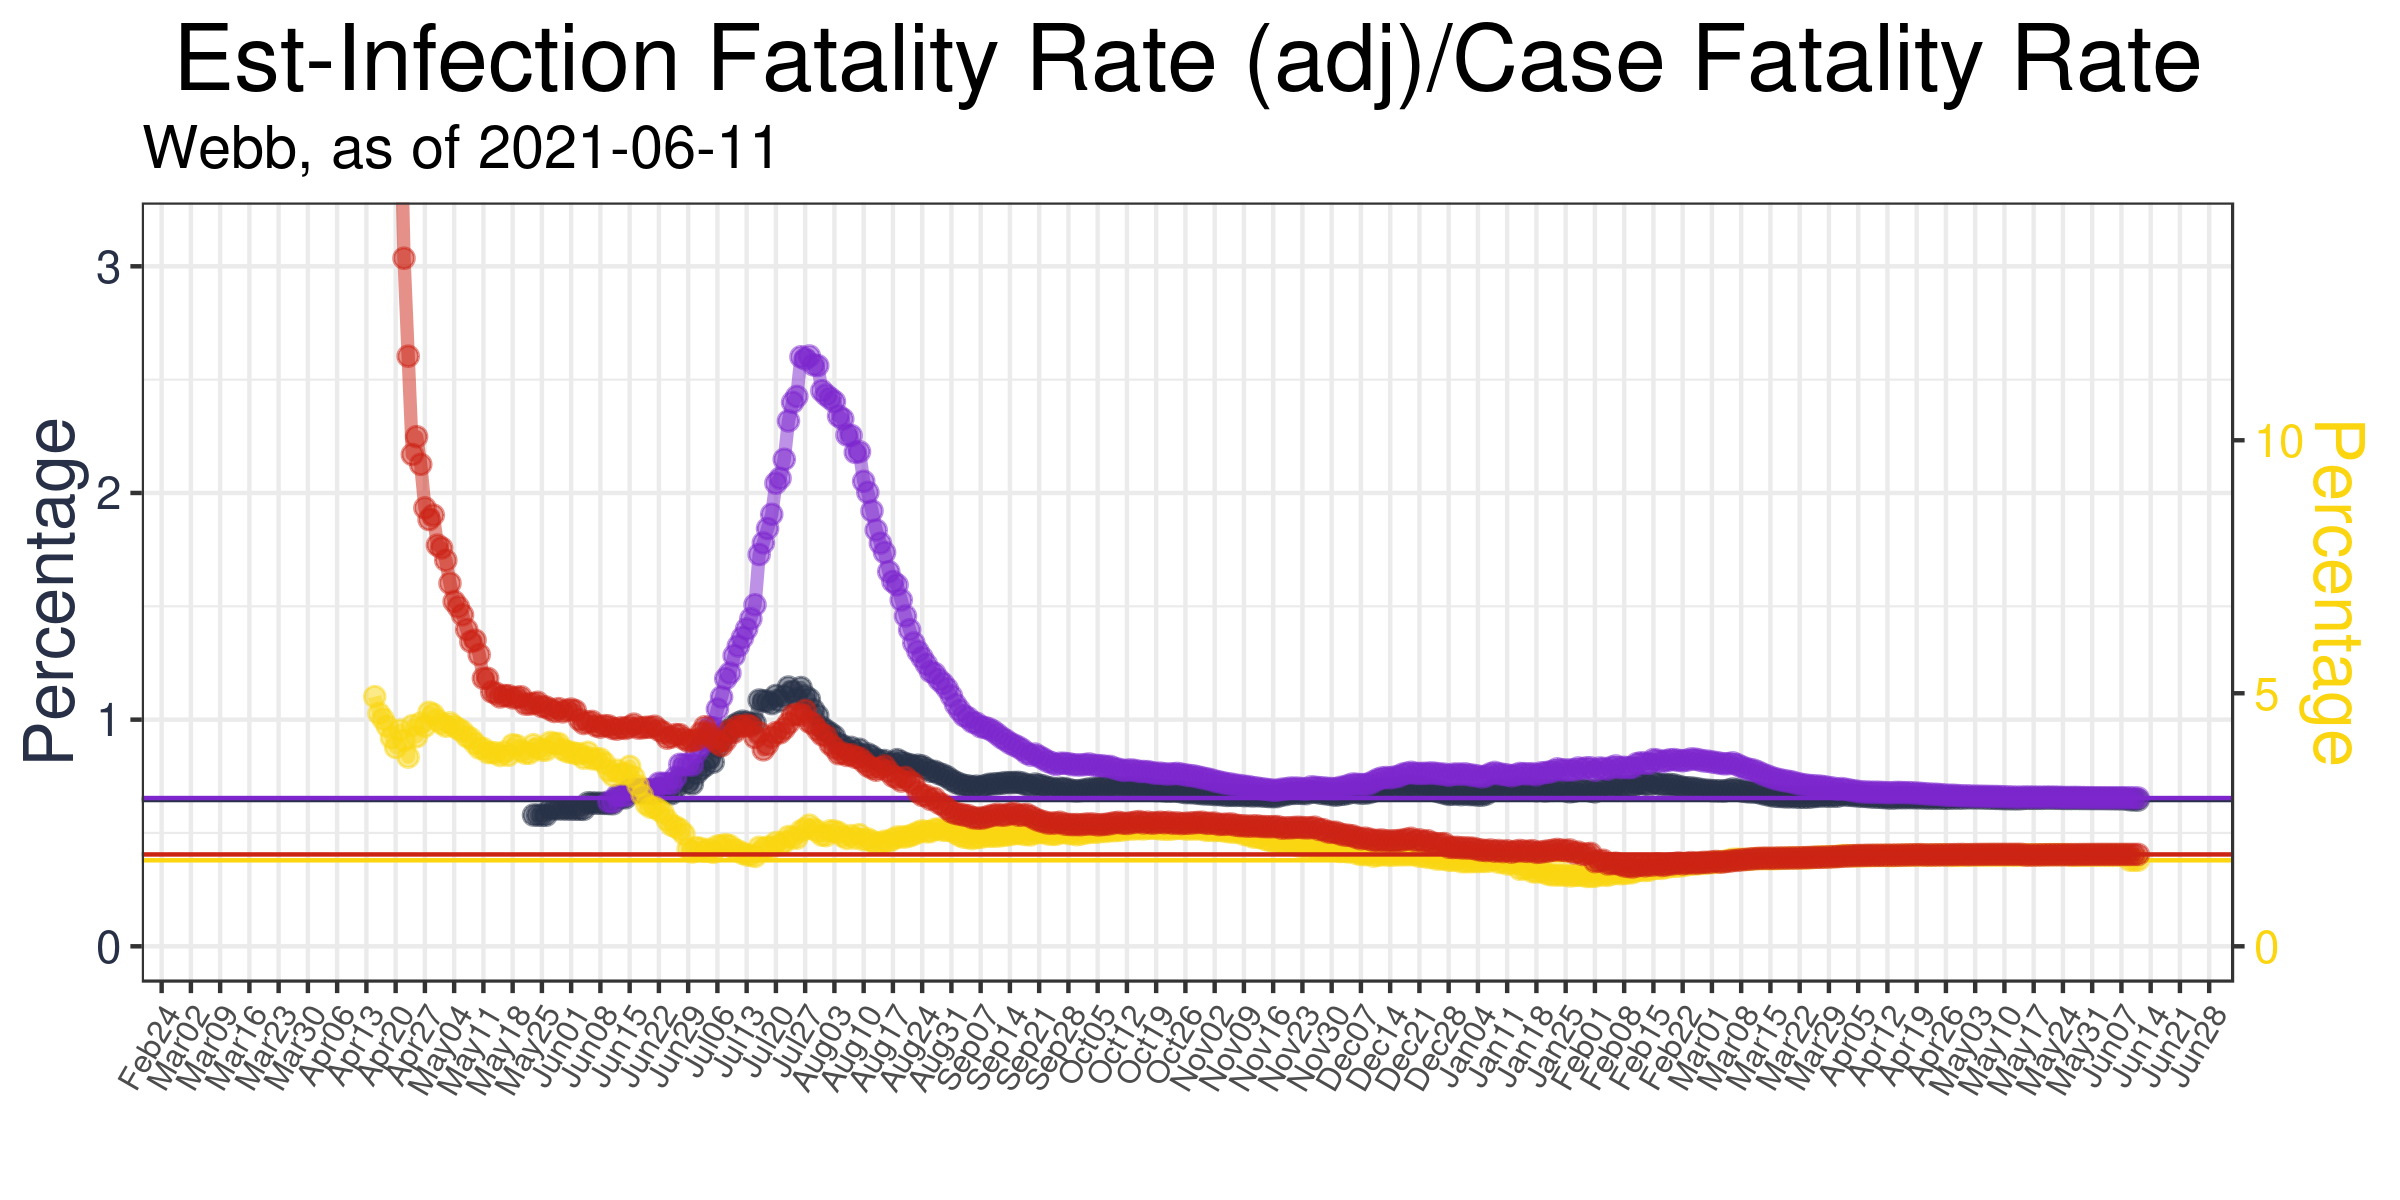 Est-Infection Fatality Rate (adj)/Case Fatality Rate
Webb, as of 2021-06-11
Percentage
3
2
1
0
10
5
0
Percentage
Feb24
Mar02
Mar09
Mar16
Mar23
Mar30
Apr06
Apr13
Apr20
Apr27
May04
May11
May18
May25
Jun01
Jun08
Jun15
Jun22
Jun29
Jul06
Jul13
Jul20
Jul27
Aug03
Aug10
Aug17
Aug24
Aug31
Sep07
Sep14
Sep21
Sep28
Oct05
Oct12
Oct19
Oct26
Nov02
Nov09
Nov16
Nov23
Nov30
Dec07
Dec14
Dec21
Dec28
Jan04
Jan11
Jan18
Jan25
Feb01
Feb08
Feb15
Feb22
Mar01
Mar08
Mar15
Mar22
Mar29
Apr05
Apr12
Apr19
Apr26
May03
May10
May17
May24
May31
Jun07
Jun14
Jun21
Jun28